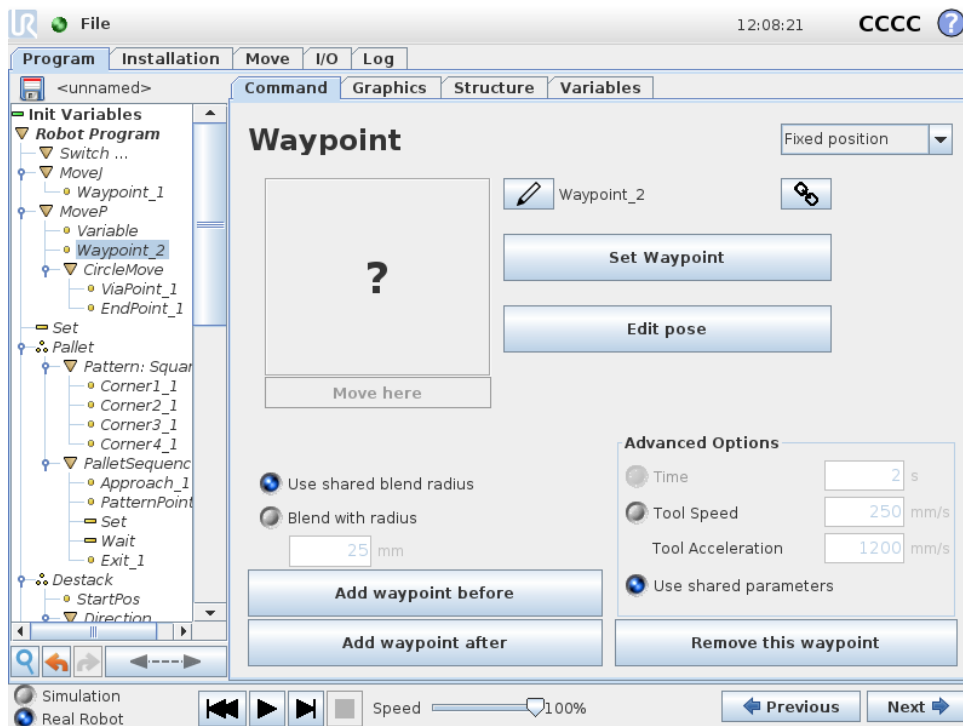 UR File 12:08:21 CCCC ?
Program Installation Move I/O Log
<unnamed>
Command Graphics Structure Variables
Init Variables
Robot Program
Switch ...
MoveJ
Waypoint_1
MoveP
Variable
Waypoint_2
CircleMove
ViaPoint_1
EndPoint_1
Set
Pallet
Pattern: Squar
Corner1_1
Corner2_1
Corner3_1
Corner4_1
PalletSequenc
Approach_1
PatternPoint
Set
Wait
Exit_1
Destack
StartPos
Direction
Waypoint
Fixed position
?
Waypoint_2
Set Waypoint
Edit pose
Move here
Use shared blend radius
Blend with radius
25 mm
Advanced Options
Time 2 s
Tool Speed 250 mm/s
Tool Acceleration 1200 mm/s
Use shared parameters
Add waypoint before
Add waypoint after
Remove this waypoint
Simulation
Real Robot
Speed 100%
Previous Next